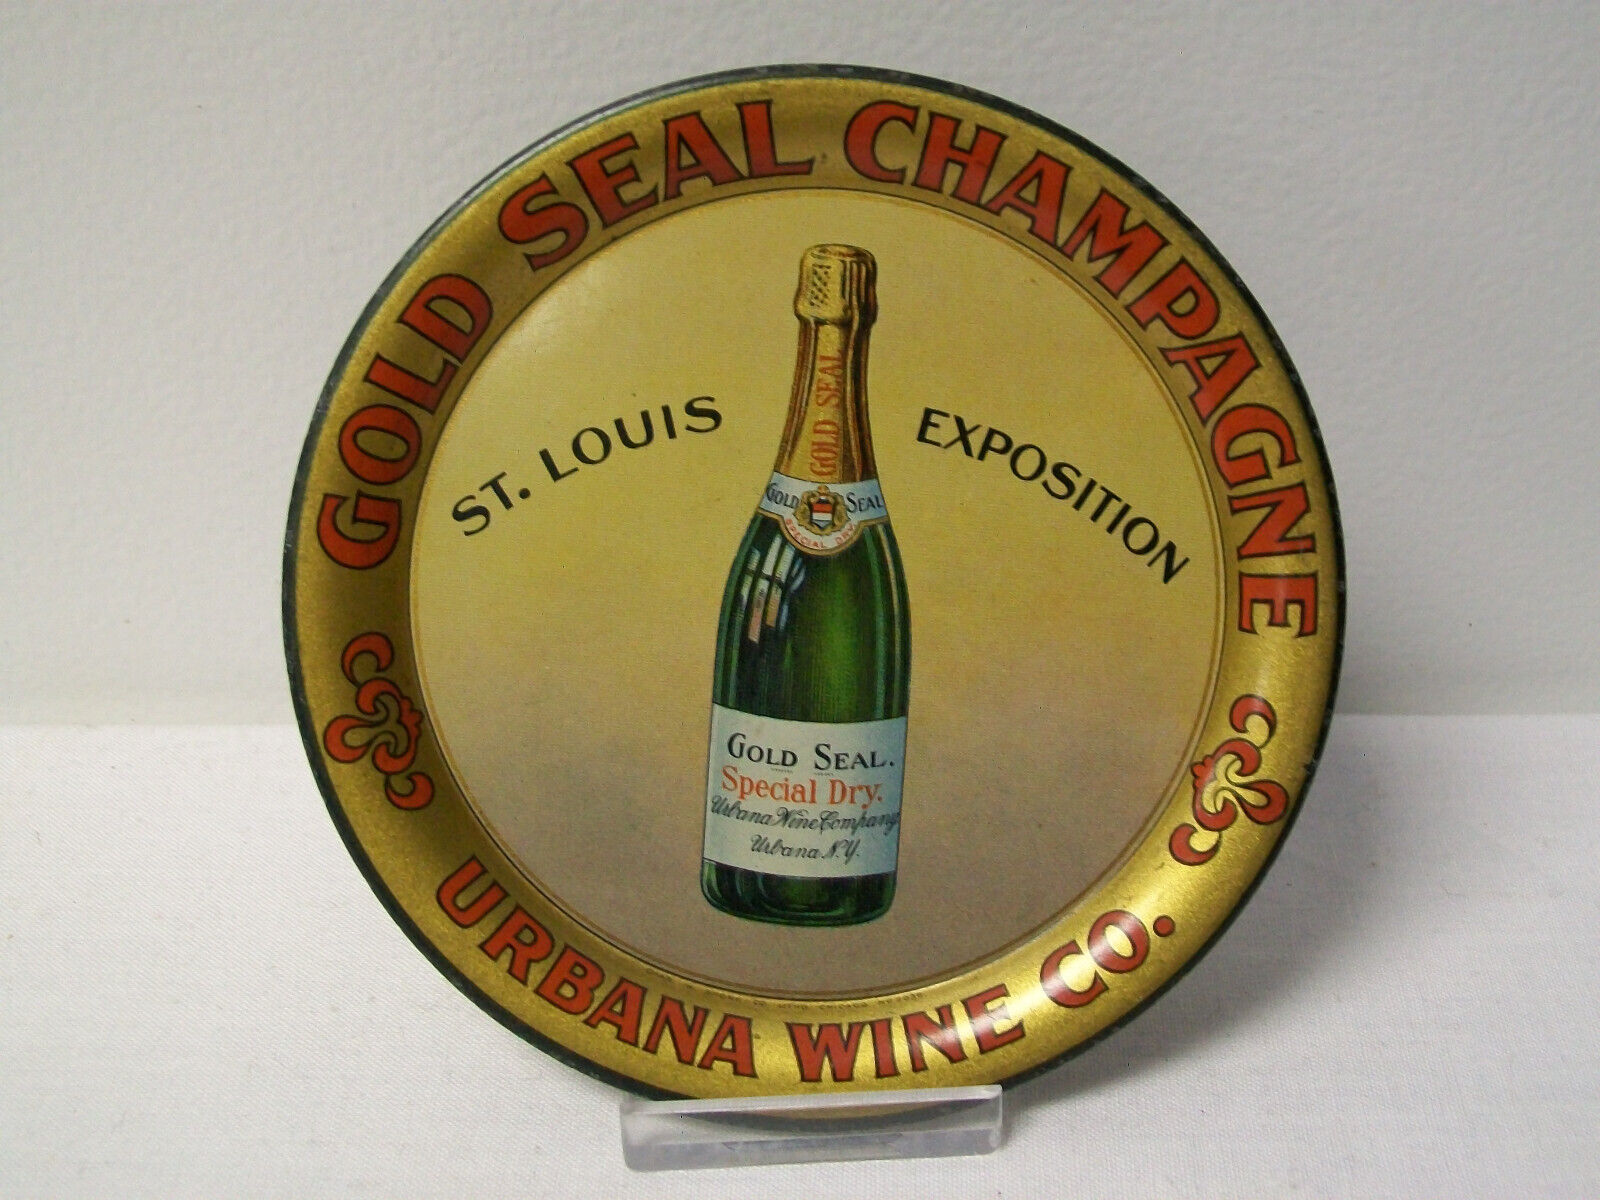 GOLD SEAL CHAMPAGNE
ST. LOUIS EXPOSITION
GOLD SEAL
GOLD SEAL
SPECIAL DRY
GOLD SEAL.
Special Dry.
Urbana Wine Company
Urbana N.Y.
URBANA WINE CO.